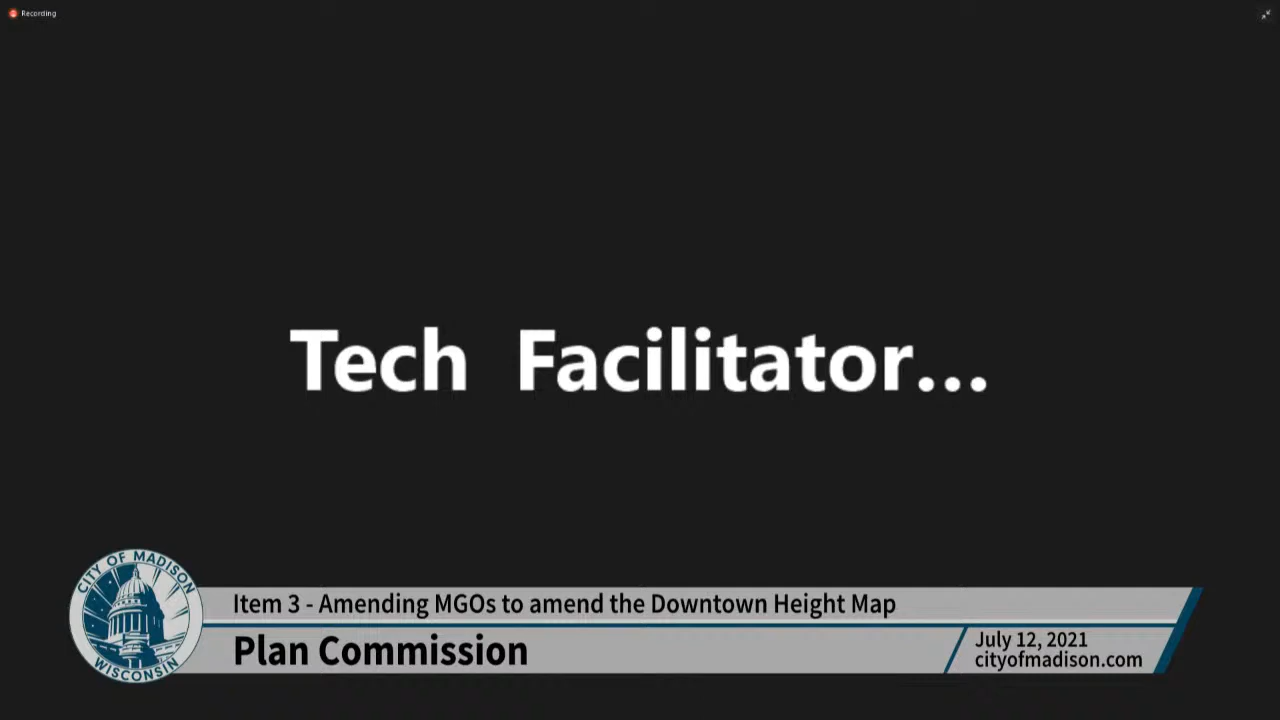 Recording
Tech Facilitator...
CITY OF MADISON
WISCONSIN
Item 3 - Amending MGOs to amend the Downtown Height Map
Plan Commission
July 12, 2021
cityofmadison.com